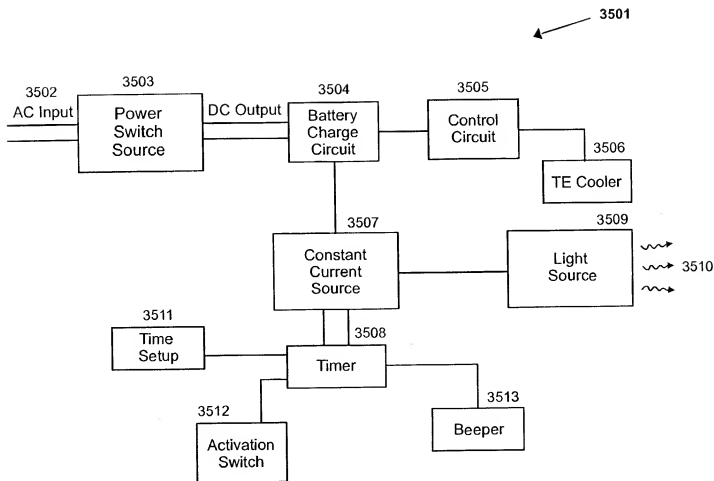 3501
3502
AC Input
3503
Power
Switch
Source
DC Output
3504
Battery
Charge
Circuit
3505
Control
Circuit
3506
TE Cooler
3507
Constant
Current
Source
3509
Light
Source
3510
3511
Time
Setup
3508
Timer
3512
Activation
Switch
3513
Beeper